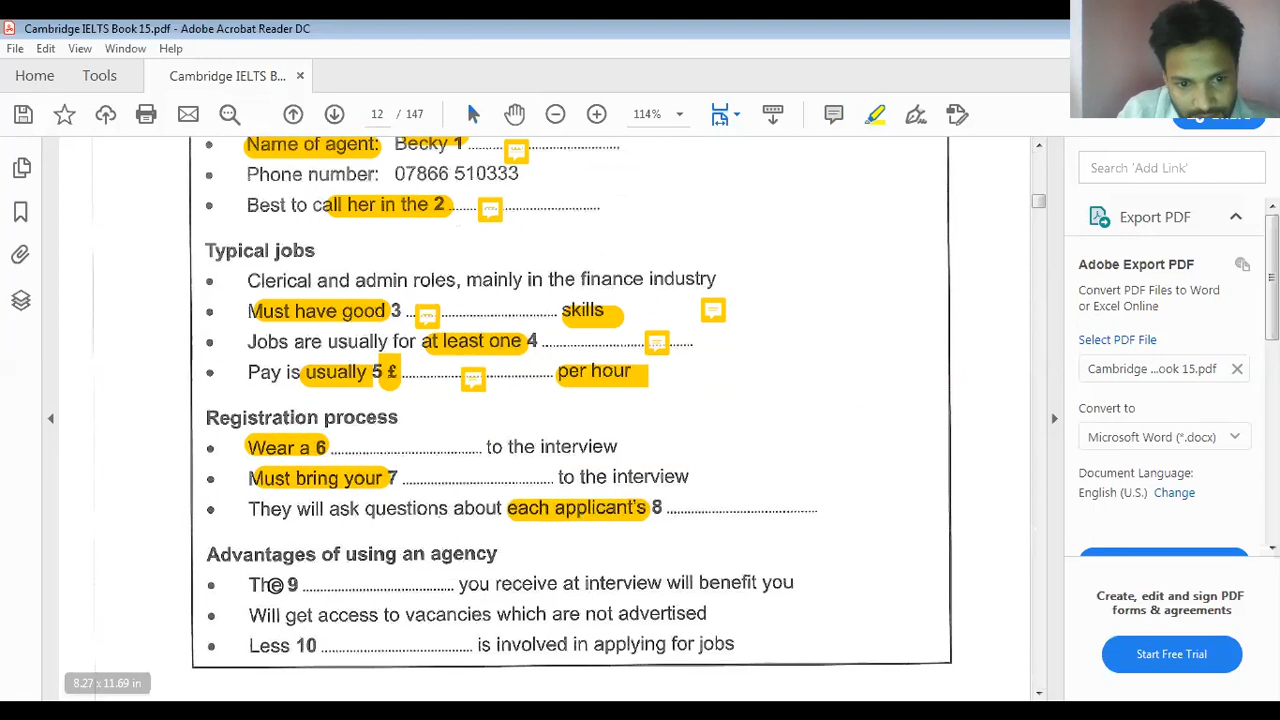 Cambridge IELTS Book 15.pdf - Adobe Acrobat Reader DC
File Edit View Window Help
Home Tools Cambridge IELTS B... ×
12 / 147 114%
Name of agent: Becky 1 ..............................
Phone number: 07866 510333
Best to call her in the 2 ..............................
Typical jobs
Clerical and admin roles, mainly in the finance industry
Must have good 3 .............................. skills
Jobs are usually for at least one 4 ..............................
Pay is usually 5 £ .............................. per hour
Registration process
Wear a 6 .............................. to the interview
Must bring your 7 .............................. to the interview
They will ask questions about each applicant's 8 ..............................
Advantages of using an agency
The 9 .............................. you receive at interview will benefit you
Will get access to vacancies which are not advertised
Less 10 .............................. is involved in applying for jobs
8.27 x 11.69 in
Search 'Add Link'
Export PDF
Adobe Export PDF
Convert PDF Files to Word
or Excel Online
Select PDF File
Cambridge ...ook 15.pdf ×
Convert to
Microsoft Word (*.docx)
Document Language:
English (U.S.) Change
Create, edit and sign PDF
forms & agreements
Start Free Trial